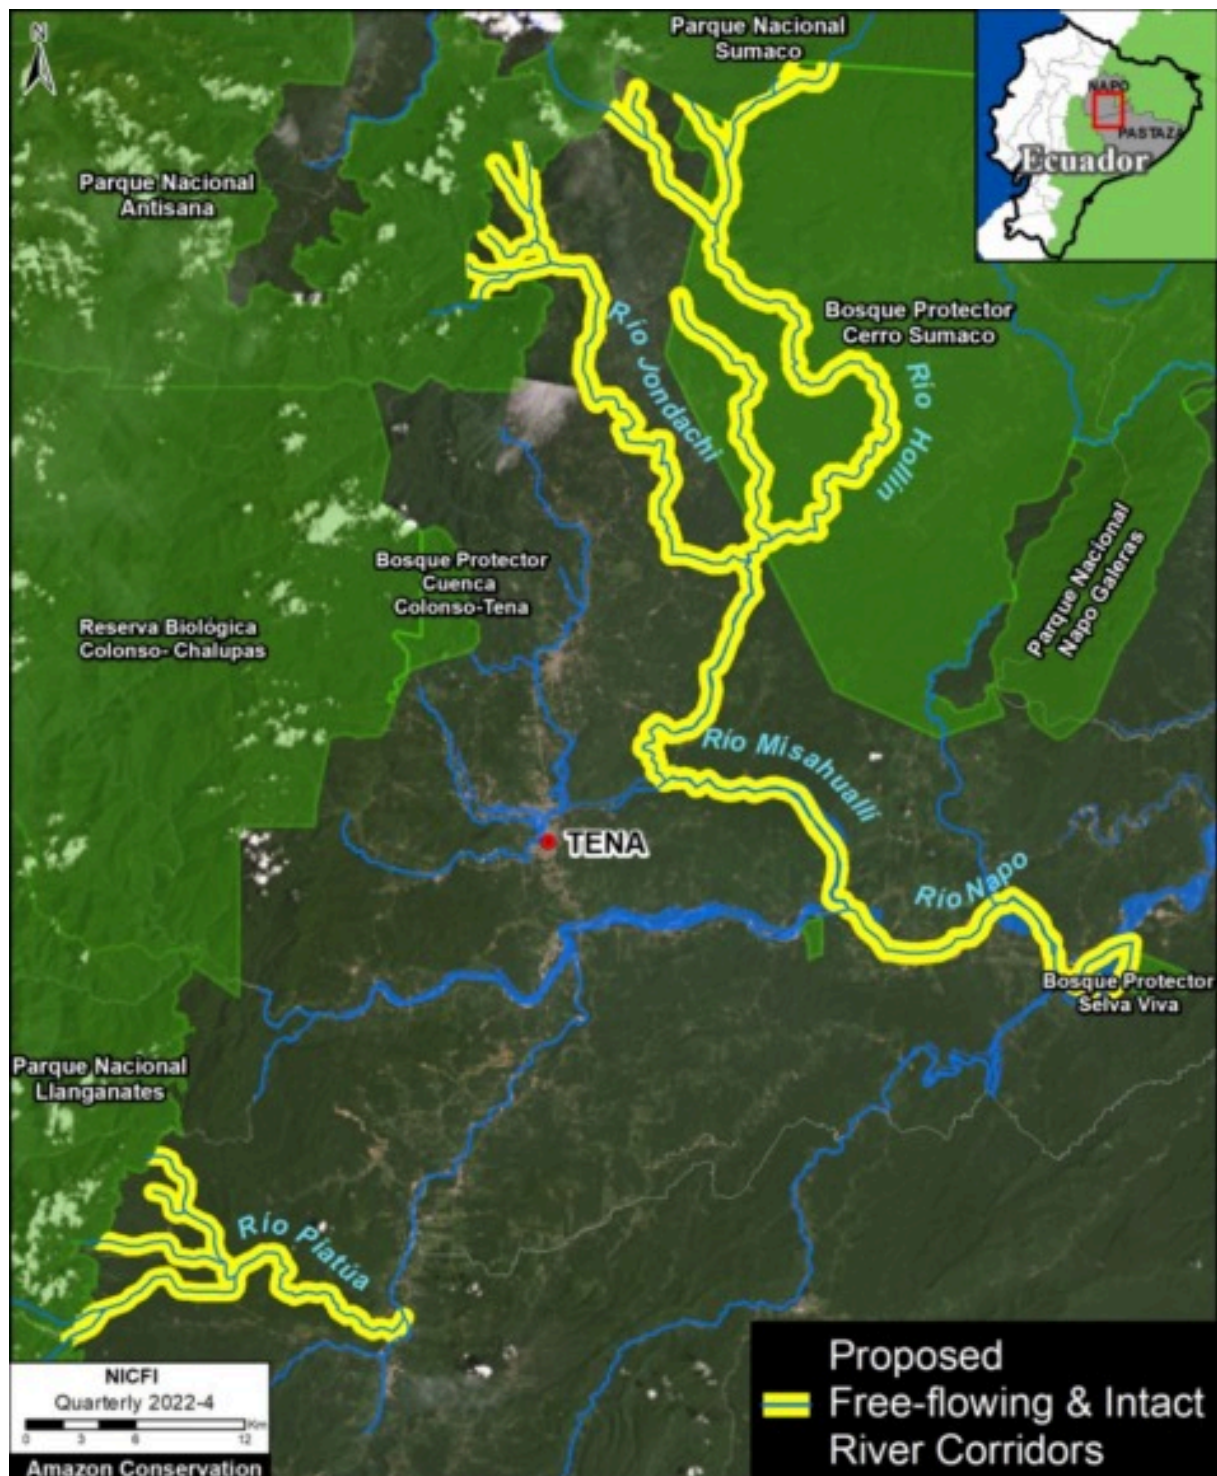 N
Parque Nacional
Sumaco
NAPO
PASTAZA
Ecuador
Parque Nacional
Antisana
Bosque Protector
Cerro Sumaco
Río Jondachi
Río Hollín
Parque Nacional
Napo Galeras
Bosque Protector
Cuenca
Colonso-Tena
Reserva Biológica
Colonso- Chalupas
Río Misahuallí
TENA
Río Napo
Bosque Protector
Selva Viva
Parque Nacional
Llanganates
Río Piatúa
NICFI
Quarterly 2022-4
Km
0 3 6 12
Amazon Conservation
Proposed
Free-flowing & Intact
River Corridors